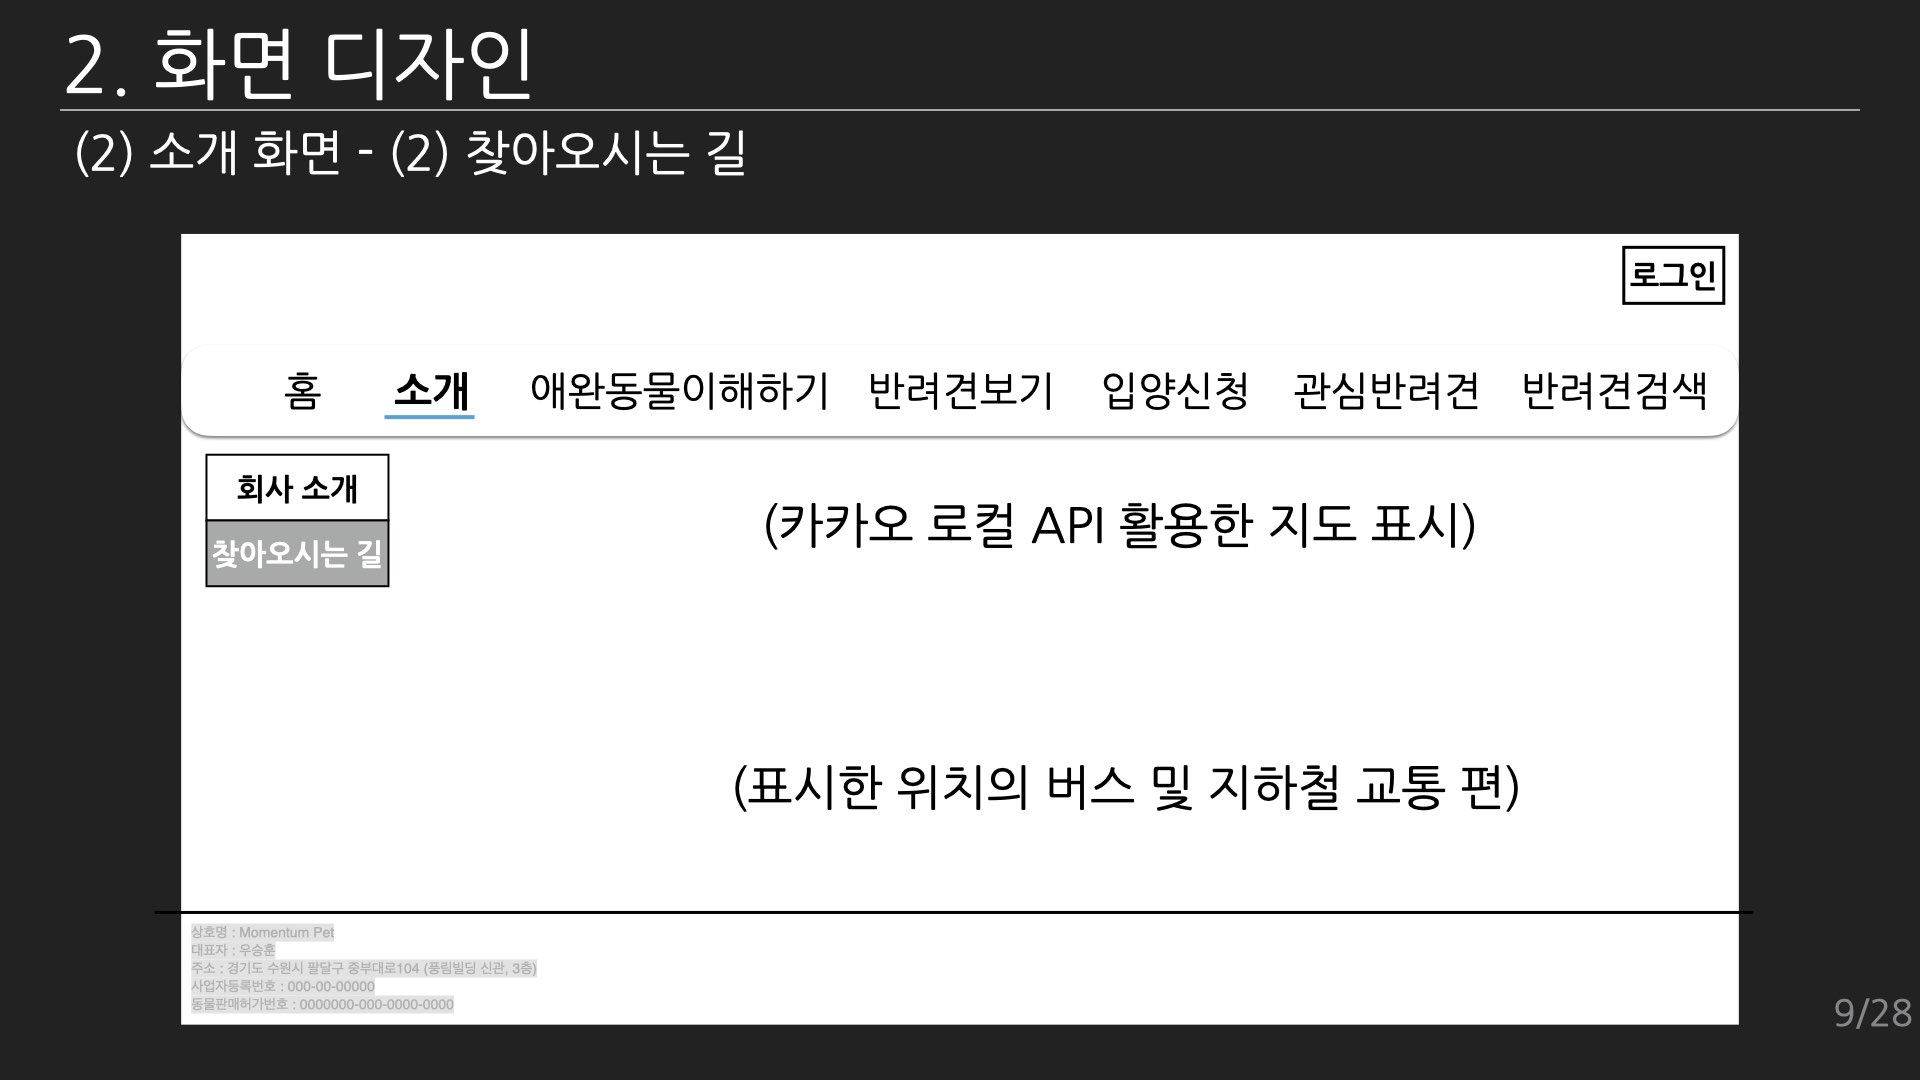 2. 화면 디자인
(2) 소개 화면 - (2) 찾아오시는 길
로그인
홈 소개 애완동물이해하기 반려견보기 입양신청 관심반려견 반려견검색
회사 소개
찾아오시는 길
(카카오 로컬 API 활용한 지도 표시)
(표시한 위치의 버스 및 지하철 교통 편)
상호명 : Momentum Pet
대표자 : 우승훈
주소 : 경기도 수원시 팔달구 중부대로104 (풍림빌딩 신관, 3층)
사업자등록번호 : 000-00-00000
동물판매허가번호 : 0000000-000-0000-0000
9/28